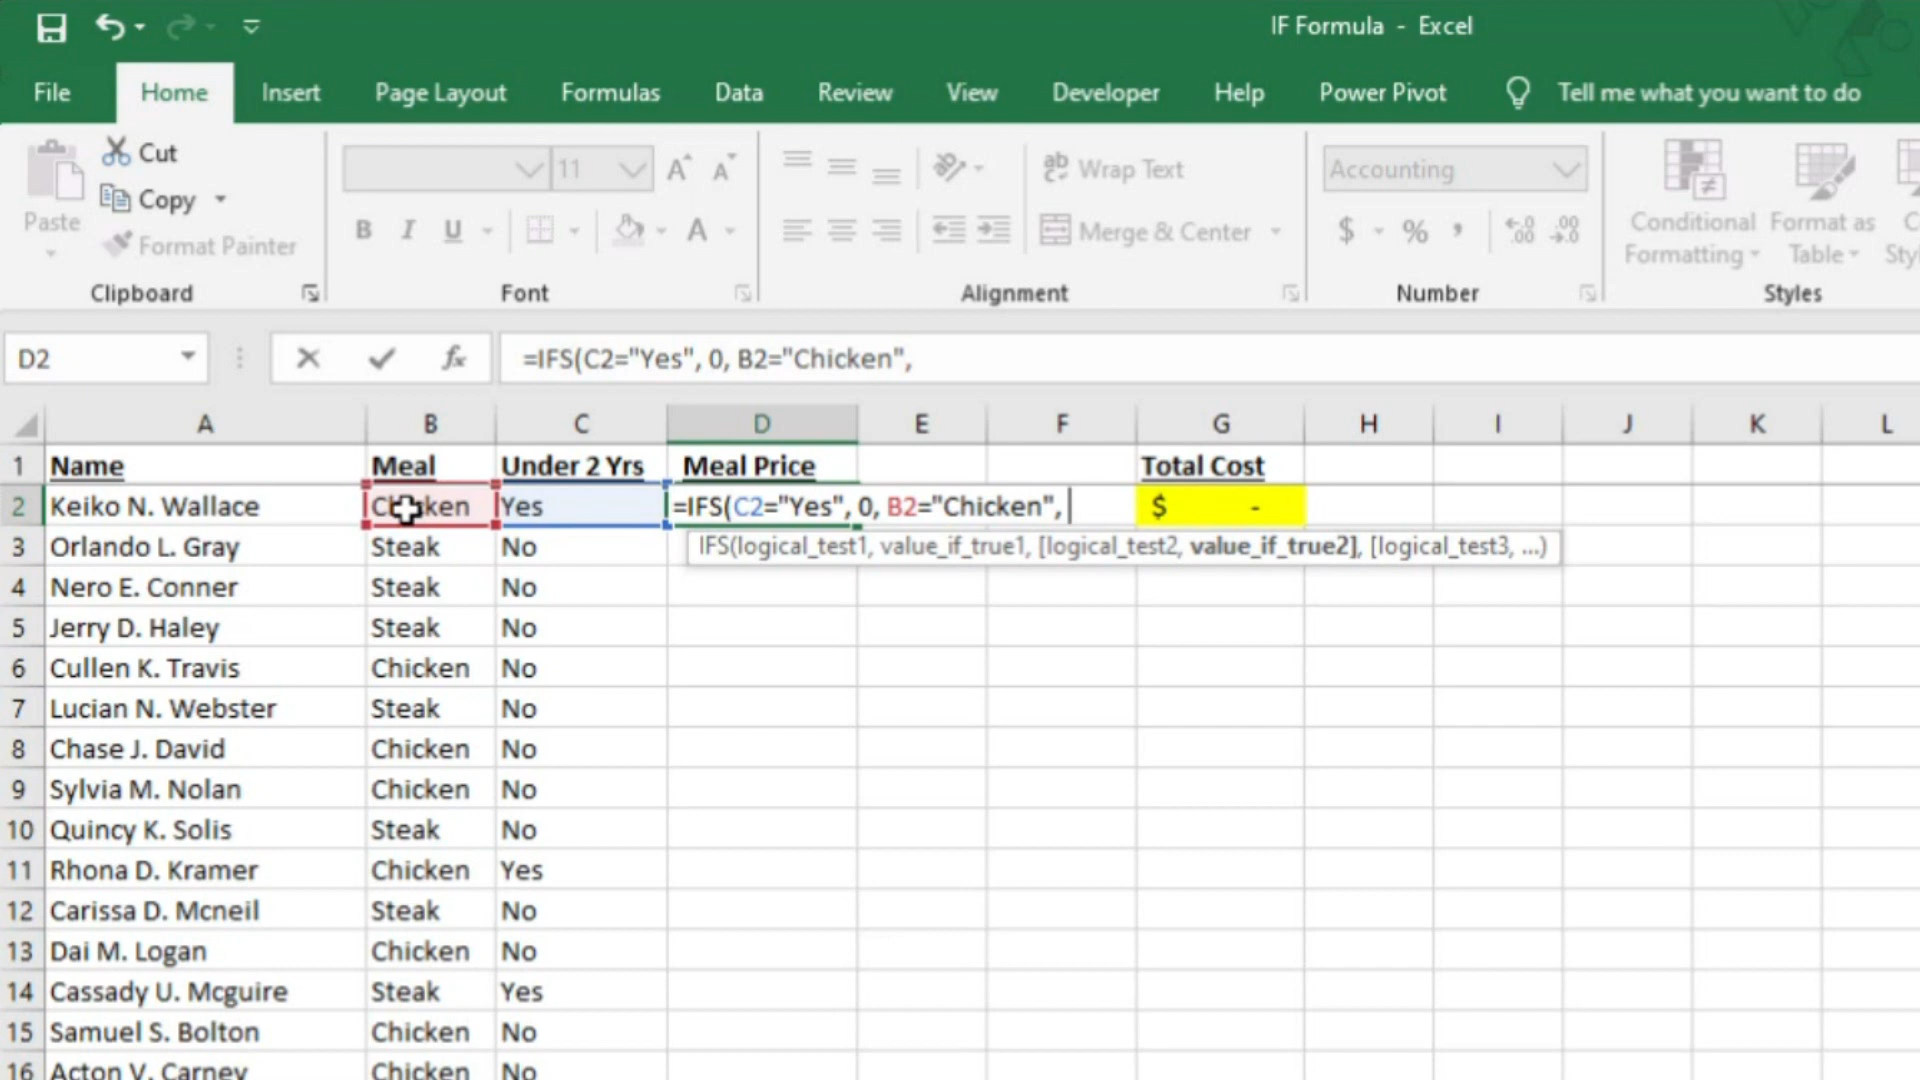 IF Formula - Excel
File Home Insert Page Layout Formulas Data Review View Developer Help Power Pivot Tell me what you want to do
Paste
Cut
Copy
Format Painter
Clipboard
11
B I U
Font
Wrap Text
Merge & Center
Alignment
Accounting
$ % ,
Number
Conditional Formatting
Format as Table
Styles
D2 fx =IFS(C2="Yes", 0, B2="Chicken",
A B C D E F G H I J K L
1 Name Meal Under 2 Yrs Meal Price Total Cost
2 Keiko N. Wallace Chicken Yes =IFS(C2="Yes", 0, B2="Chicken", $ -
IFS(logical_test1, value_if_true1, [logical_test2, value_if_true2], [logical_test3, ...)
3 Orlando L. Gray Steak No
4 Nero E. Conner Steak No
5 Jerry D. Haley Steak No
6 Cullen K. Travis Chicken No
7 Lucian N. Webster Steak No
8 Chase J. David Chicken No
9 Sylvia M. Nolan Chicken No
10 Quincy K. Solis Steak No
11 Rhona D. Kramer Chicken Yes
12 Carissa D. Mcneil Steak No
13 Dai M. Logan Chicken No
14 Cassady U. Mcguire Steak Yes
15 Samuel S. Bolton Chicken No
16 Acton V. Carney Chicken No